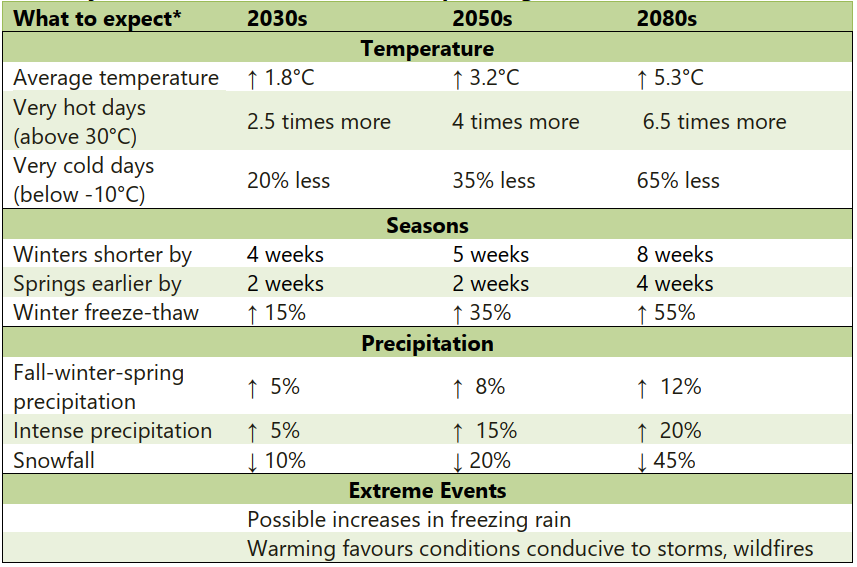 What to expect* 2030s 2050s 2080s
Temperature
Average temperature ↑ 1.8°C ↑ 3.2°C ↑ 5.3°C
Very hot days
(above 30°C) 2.5 times more 4 times more 6.5 times more
Very cold days
(below -10°C) 20% less 35% less 65% less
Seasons
Winters shorter by 4 weeks 5 weeks 8 weeks
Springs earlier by 2 weeks 2 weeks 4 weeks
Winter freeze-thaw ↑ 15% ↑ 35% ↑ 55%
Precipitation
Fall-winter-spring
precipitation ↑ 5% ↑ 8% ↑ 12%
Intense precipitation ↑ 5% ↑ 15% ↑ 20%
Snowfall ↓ 10% ↓ 20% ↓ 45%
Extreme Events
Possible increases in freezing rain
Warming favours conditions conducive to storms, wildfires